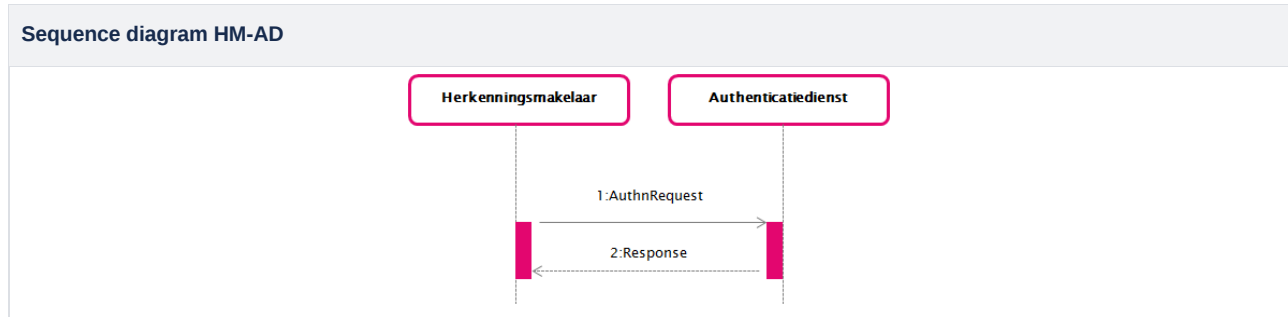 Sequence diagram HM-AD
Herkenningsmakelaar
Authenticatiedienst
1:AuthnRequest
2:Response